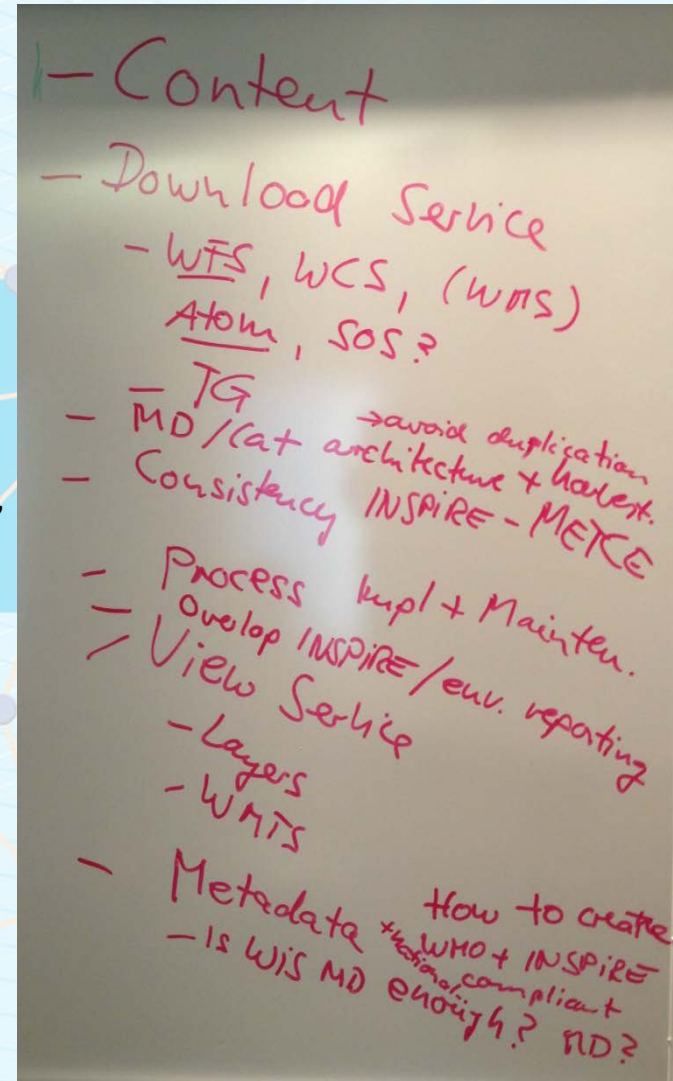 - Content
- Download Service
- WFS, WCS, (WMS)
Atom, SOS?
- TG
- MD/Cat architecture + harvest.
→ avoid duplication
- Consistency INSPIRE - METCE
- Process Impl + Mainten.
- Overlap INSPIRE/env. reporting
- View Service
- Layers
- WMTS
- Metadata
How to create
WMO + INSPIRE
+ national compliant
- Is WIS MD enough? MD?